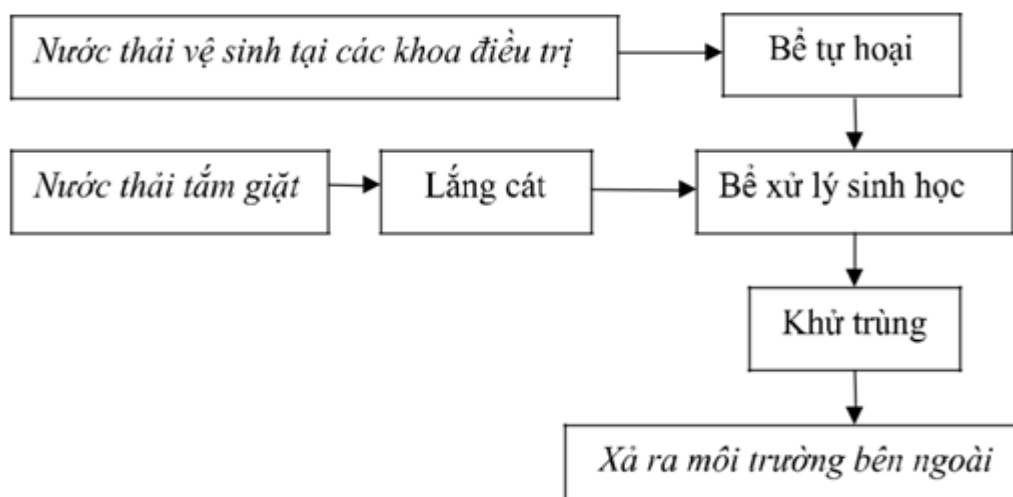 Nước thải vệ sinh tại các khoa điều trị
Bể tự hoại
Nước thải tắm giặt
Lắng cát
Bể xử lý sinh học
Khử trùng
Xả ra môi trường bên ngoài